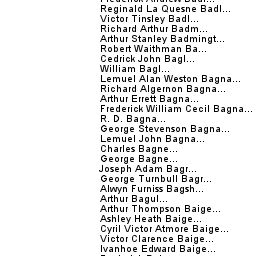 Reginald La Quesne Badl...
Victor Tinsley Badl...
Richard Arthur Badm...
Arthur Stanley Badmingt...
Robert Waithman Ba...
Cedrick John Bagl...
William Bagl...
Lemuel Alan Weston Bagna...
Richard Algernon Bagna...
Arthur Errett Bagna...
Frederick William Cecil Bagna...
R. D. Bagna...
George Stevenson Bagna...
Lemuel John Bagna...
Charles Bagne...
George Bagne...
Joseph Adam Bagr...
George Turnbull Bagr...
Alwyn Furniss Bagsh...
Arthur Bagul...
Arthur Thompson Baige...
Ashley Heath Baige...
Cyril Victor Atmore Baige...
Victor Clarence Baige...
Ivanhoe Edward Baige...